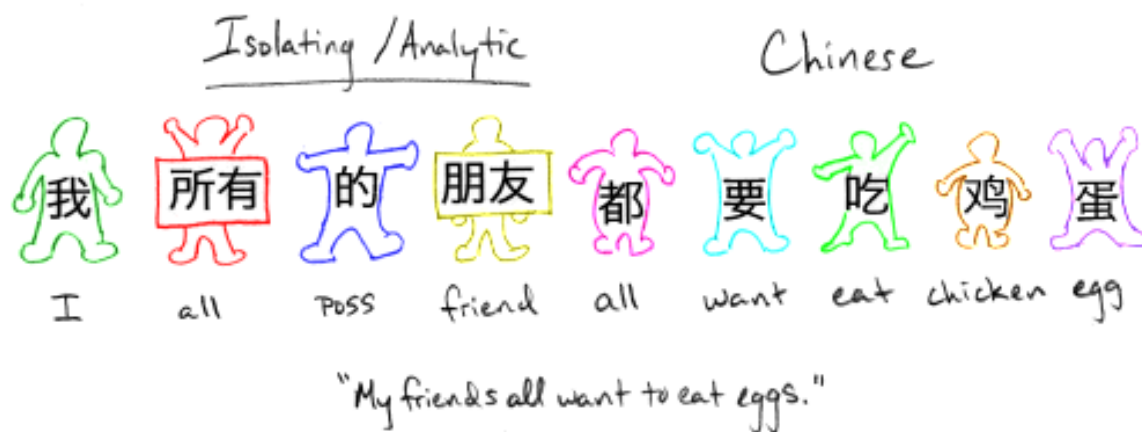 Isolating/Analytic Chinese
我 所有 的 朋友 都 要 吃 鸡 蛋
I all POSS friend all want eat chicken egg
"My friends all want to eat eggs."